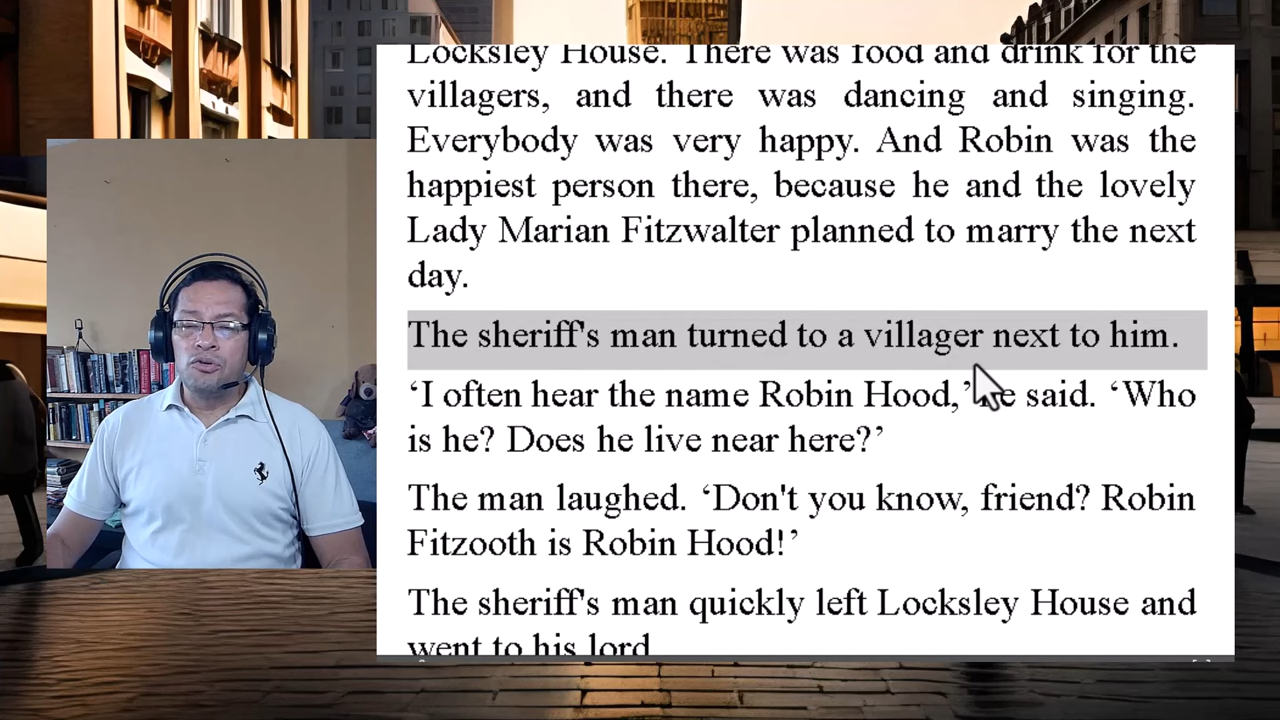 Locksley House. There was food and drink for the
villagers, and there was dancing and singing.
Everybody was very happy. And Robin was the
happiest person there, because he and the lovely
Lady Marian Fitzwalter planned to marry the next
day.
The sheriff's man turned to a villager next to him.
‘I often hear the name Robin Hood,’ he said. ‘Who
is he? Does he live near here?’
The man laughed. ‘Don't you know, friend? Robin
Fitzooth is Robin Hood!’
The sheriff's man quickly left Locksley House and
went to his lord